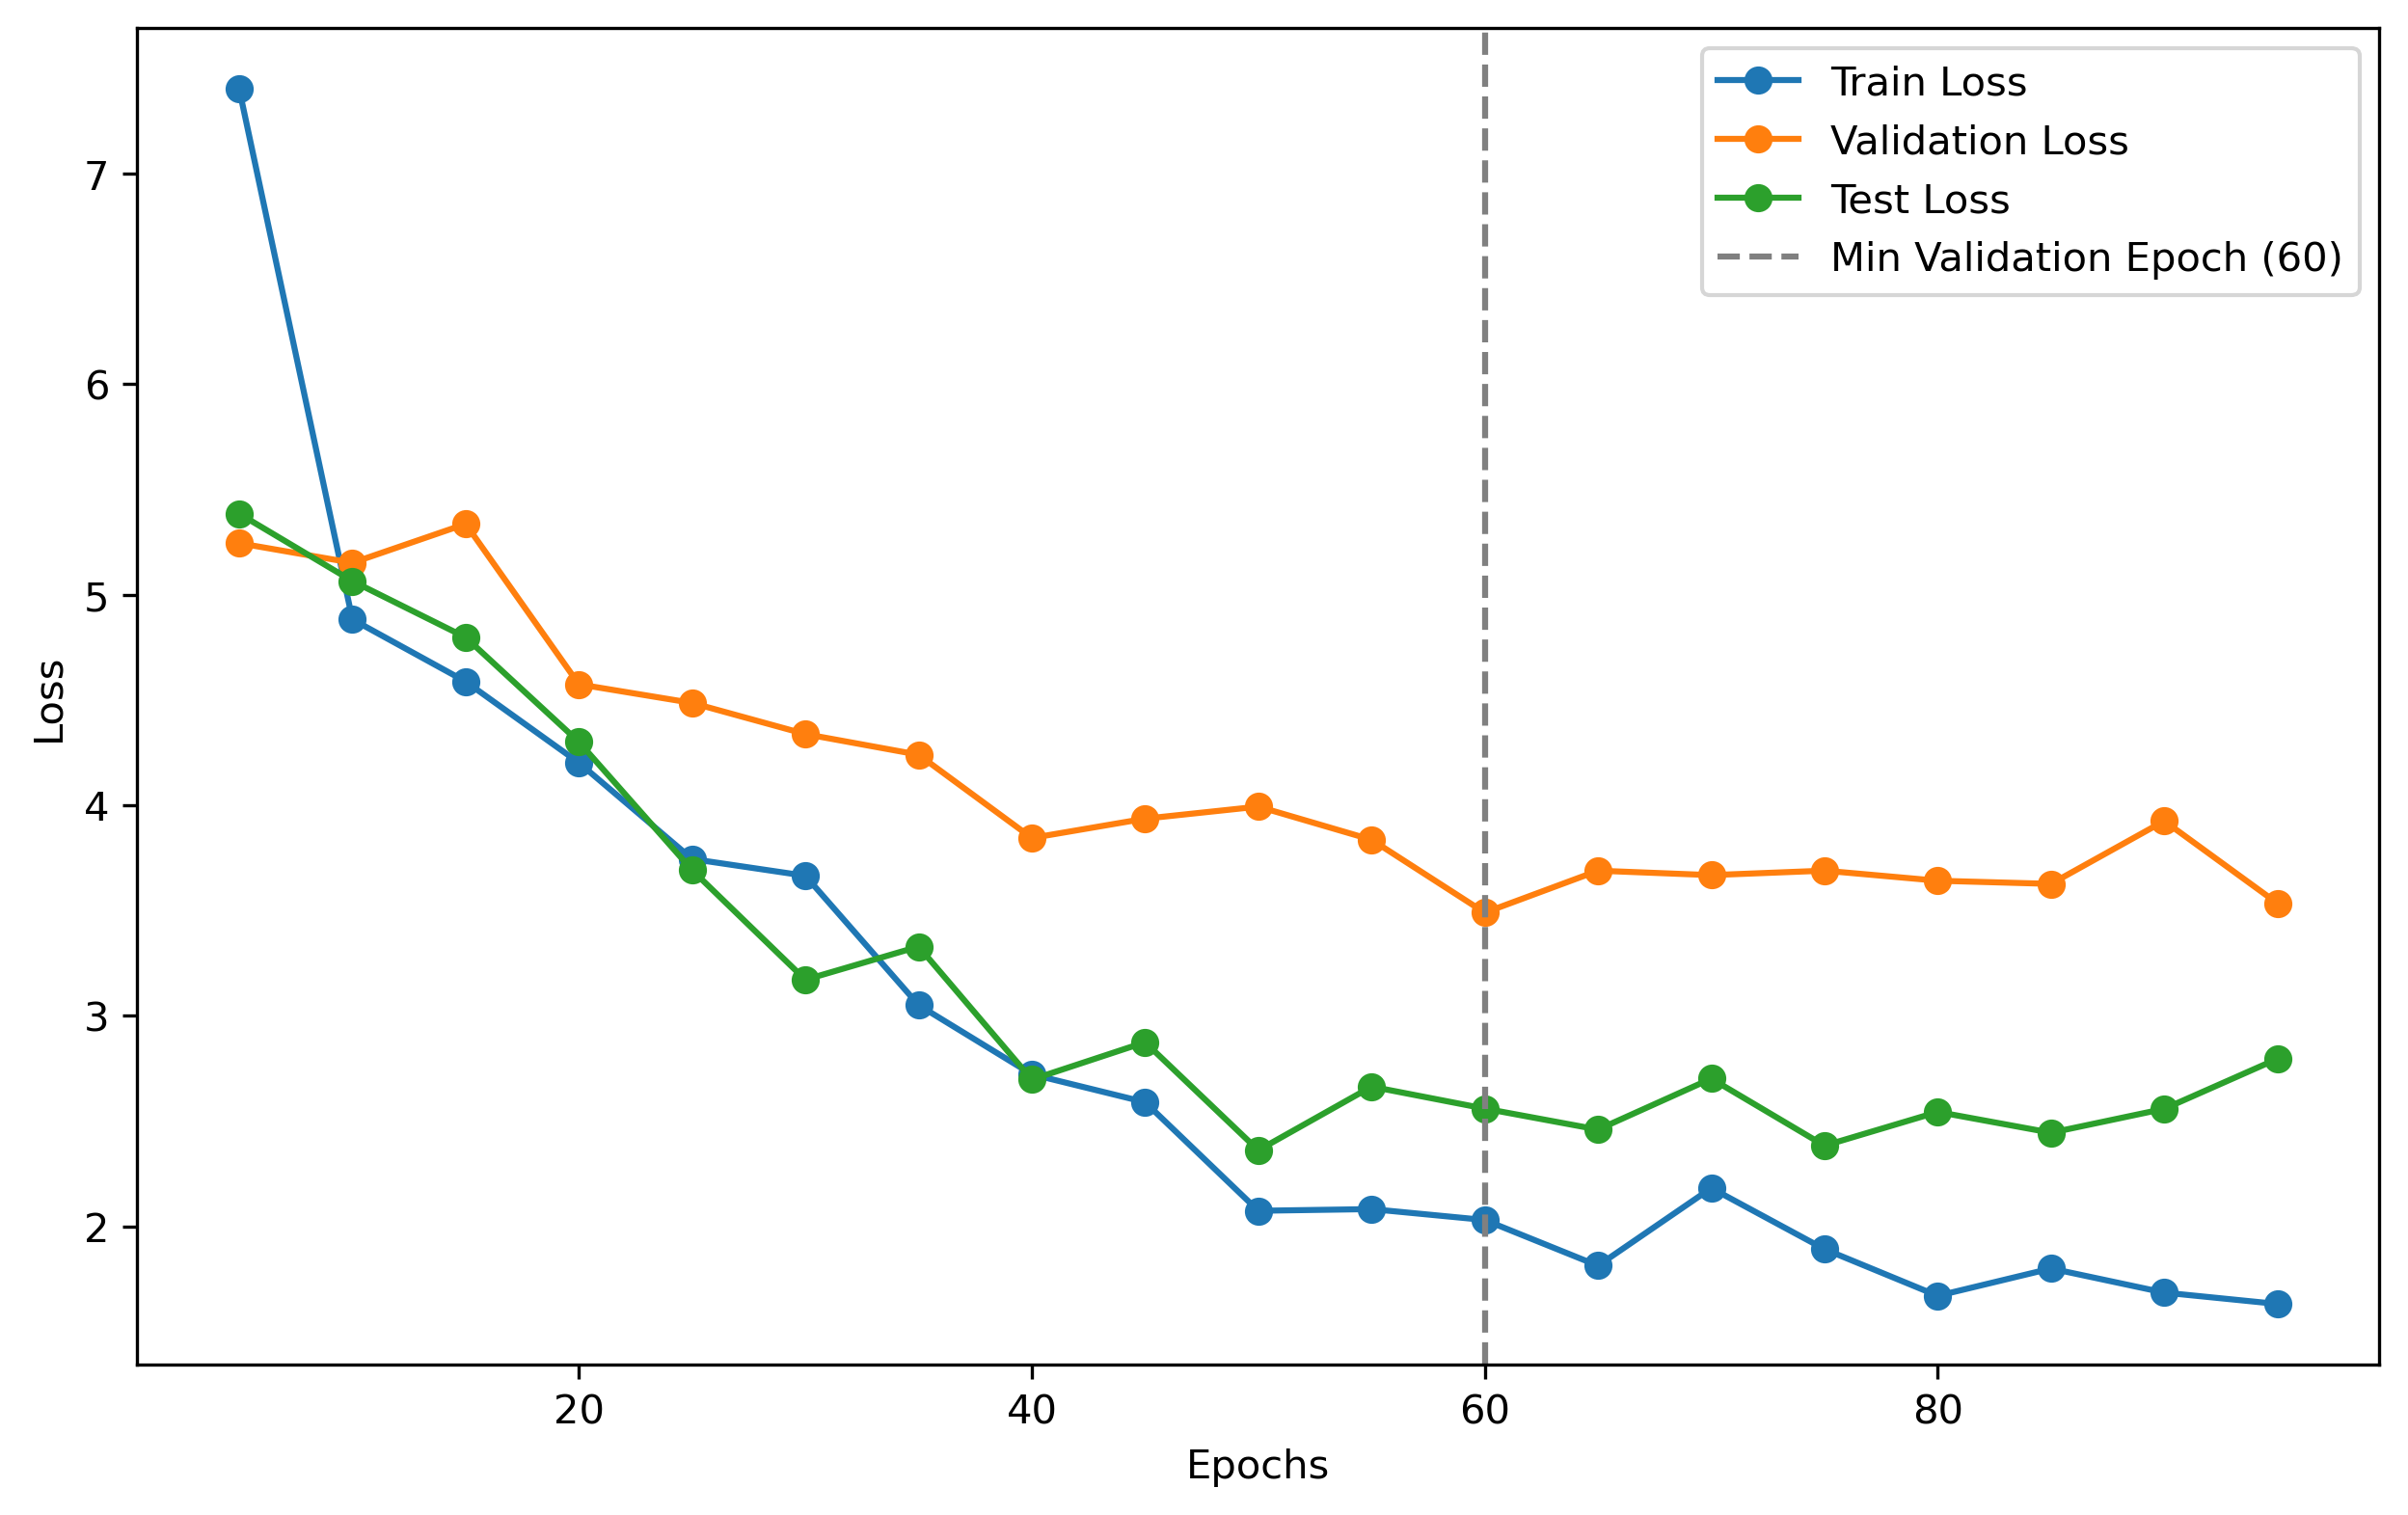 Train Loss
Validation Loss
Test Loss
Min Validation Epoch (60)
7
6
5
4
3
2
Loss
20 40 60 80
Epochs